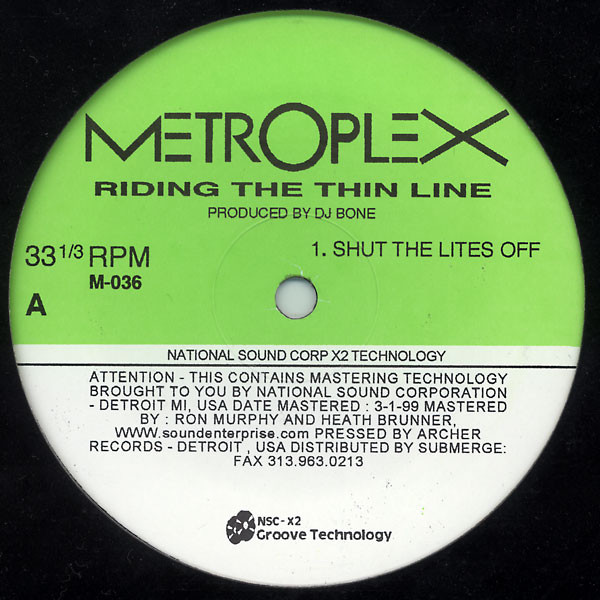 METROPLEX
RIDING THE THIN LINE
PRODUCED BY DJ BONE
33 1/3 RPM
1. SHUT THE LITES OFF
M-036
A
NATIONAL SOUND CORP X2 TECHNOLOGY
ATTENTION - THIS CONTAINS MASTERING TECHNOLOGY
BROUGHT TO YOU BY NATIONAL SOUND CORPORATION
- DETROIT MI, USA DATE MASTERED : 3-1-99 MASTERED
BY : RON MURPHY AND HEATH BRUNNER,
WWW.soundenterprise.com PRESSED BY ARCHER
RECORDS - DETROIT , USA DISTRIBUTED BY SUBMERGE:
FAX 313.963.0213
NSC-X2
Groove Technology